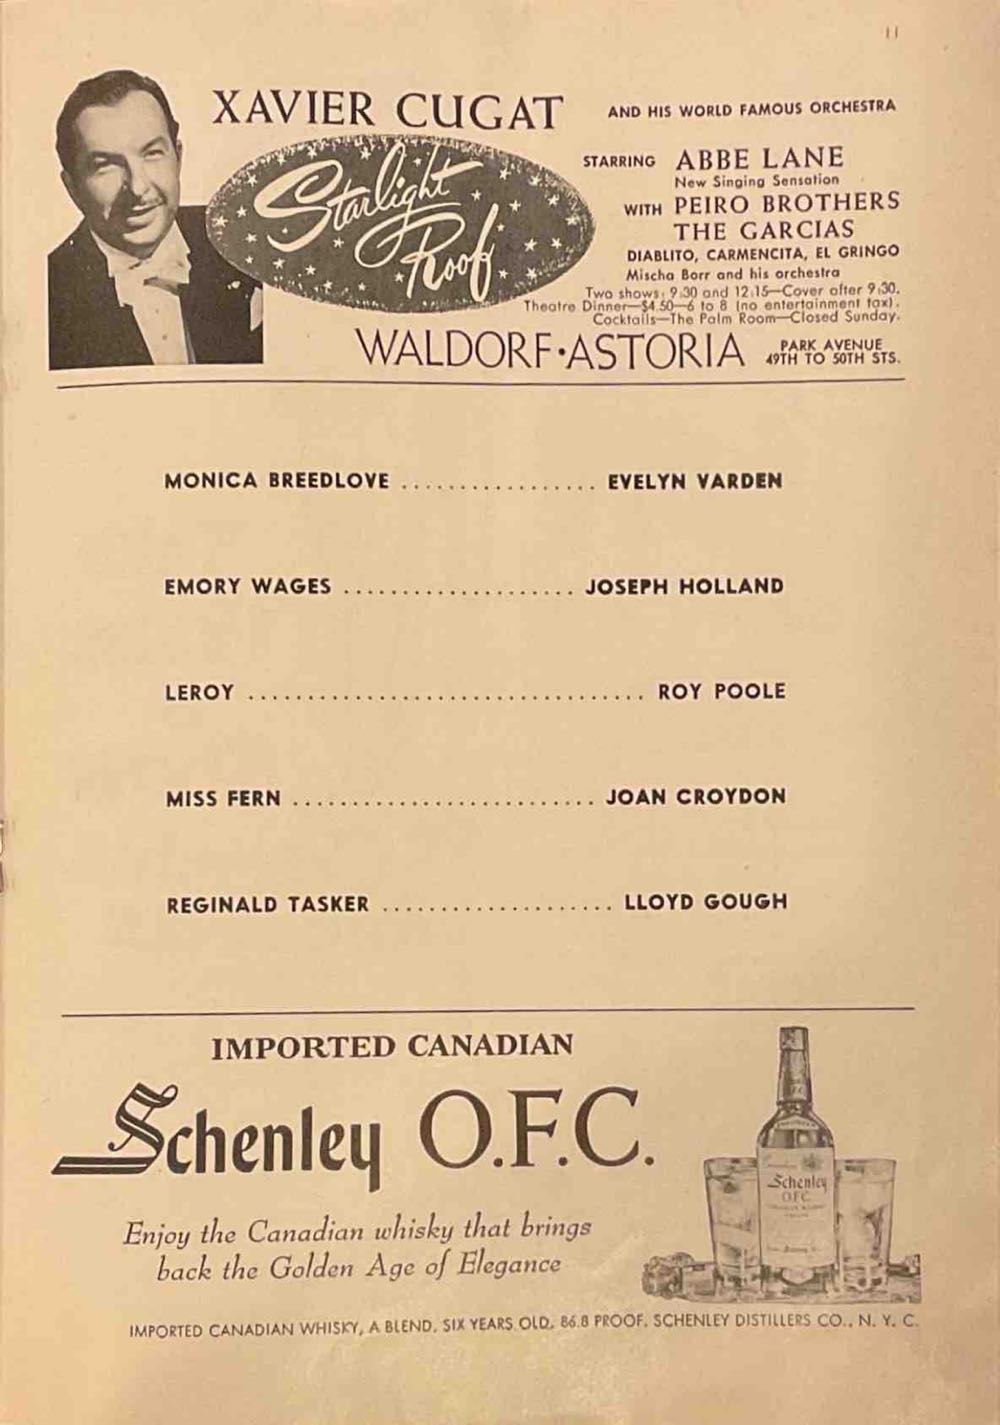 11
XAVIER CUGAT AND HIS WORLD FAMOUS ORCHESTRA
Starlight
Roof
STARRING ABBE LANE
New Singing Sensation
WITH PEIRO BROTHERS
THE GARCIAS
DIABLITO, CARMENCITA, EL GRINGO
Mischa Borr and his orchestra
Two shows: 9:30 and 12:15—Cover after 9:30.
Theatre Dinner—$4.50—6 to 8 (no entertainment tax).
Cocktails—The Palm Room—Closed Sunday.
WALDORF·ASTORIA PARK AVENUE
49TH TO 50TH STS.
MONICA BREEDLOVE ................. EVELYN VARDEN
EMORY WAGES .................... JOSEPH HOLLAND
LEROY .................................. ROY POOLE
MISS FERN .......................... JOAN CROYDON
REGINALD TASKER .................... LLOYD GOUGH
IMPORTED CANADIAN
Schenley O.F.C.
Enjoy the Canadian whisky that brings
back the Golden Age of Elegance
Schenley
OFC
IMPORTED CANADIAN WHISKY, A BLEND, SIX YEARS OLD, 86.8 PROOF. SCHENLEY DISTILLERS CO., N. Y. C.